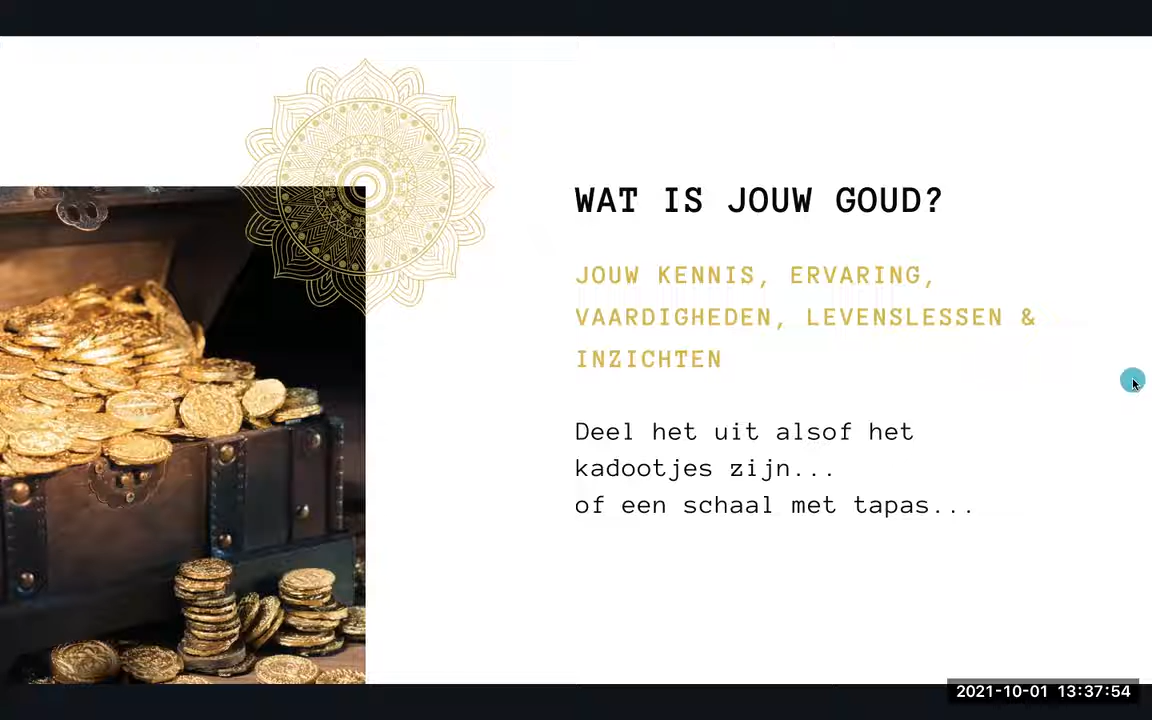 WAT IS JOUW GOUD?
JOUW KENNIS, ERVARING,
VAARDIGHEDEN, LEVENSLESSEN &
INZICHTEN
Deel het uit alsof het
kadootjes zijn...
of een schaal met tapas...
2021-10-01 13:37:54